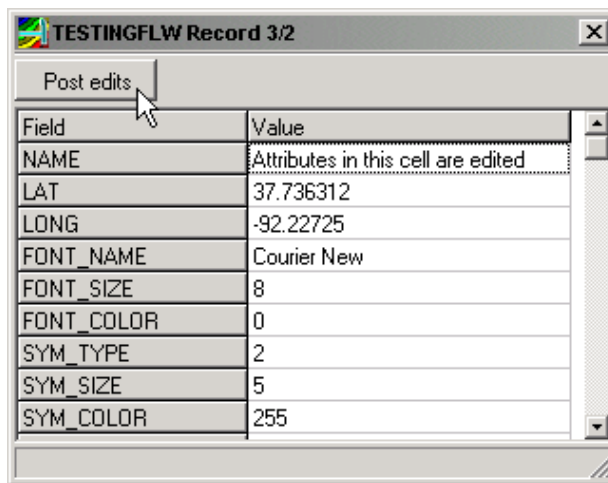 TESTINGFLW Record 3/2
Post edits
Field Value
NAME Attributes in this cell are edited
LAT 37.736312
LONG -92.22725
FONT_NAME Courier New
FONT_SIZE 8
FONT_COLOR 0
SYM_TYPE 2
SYM_SIZE 5
SYM_COLOR 255